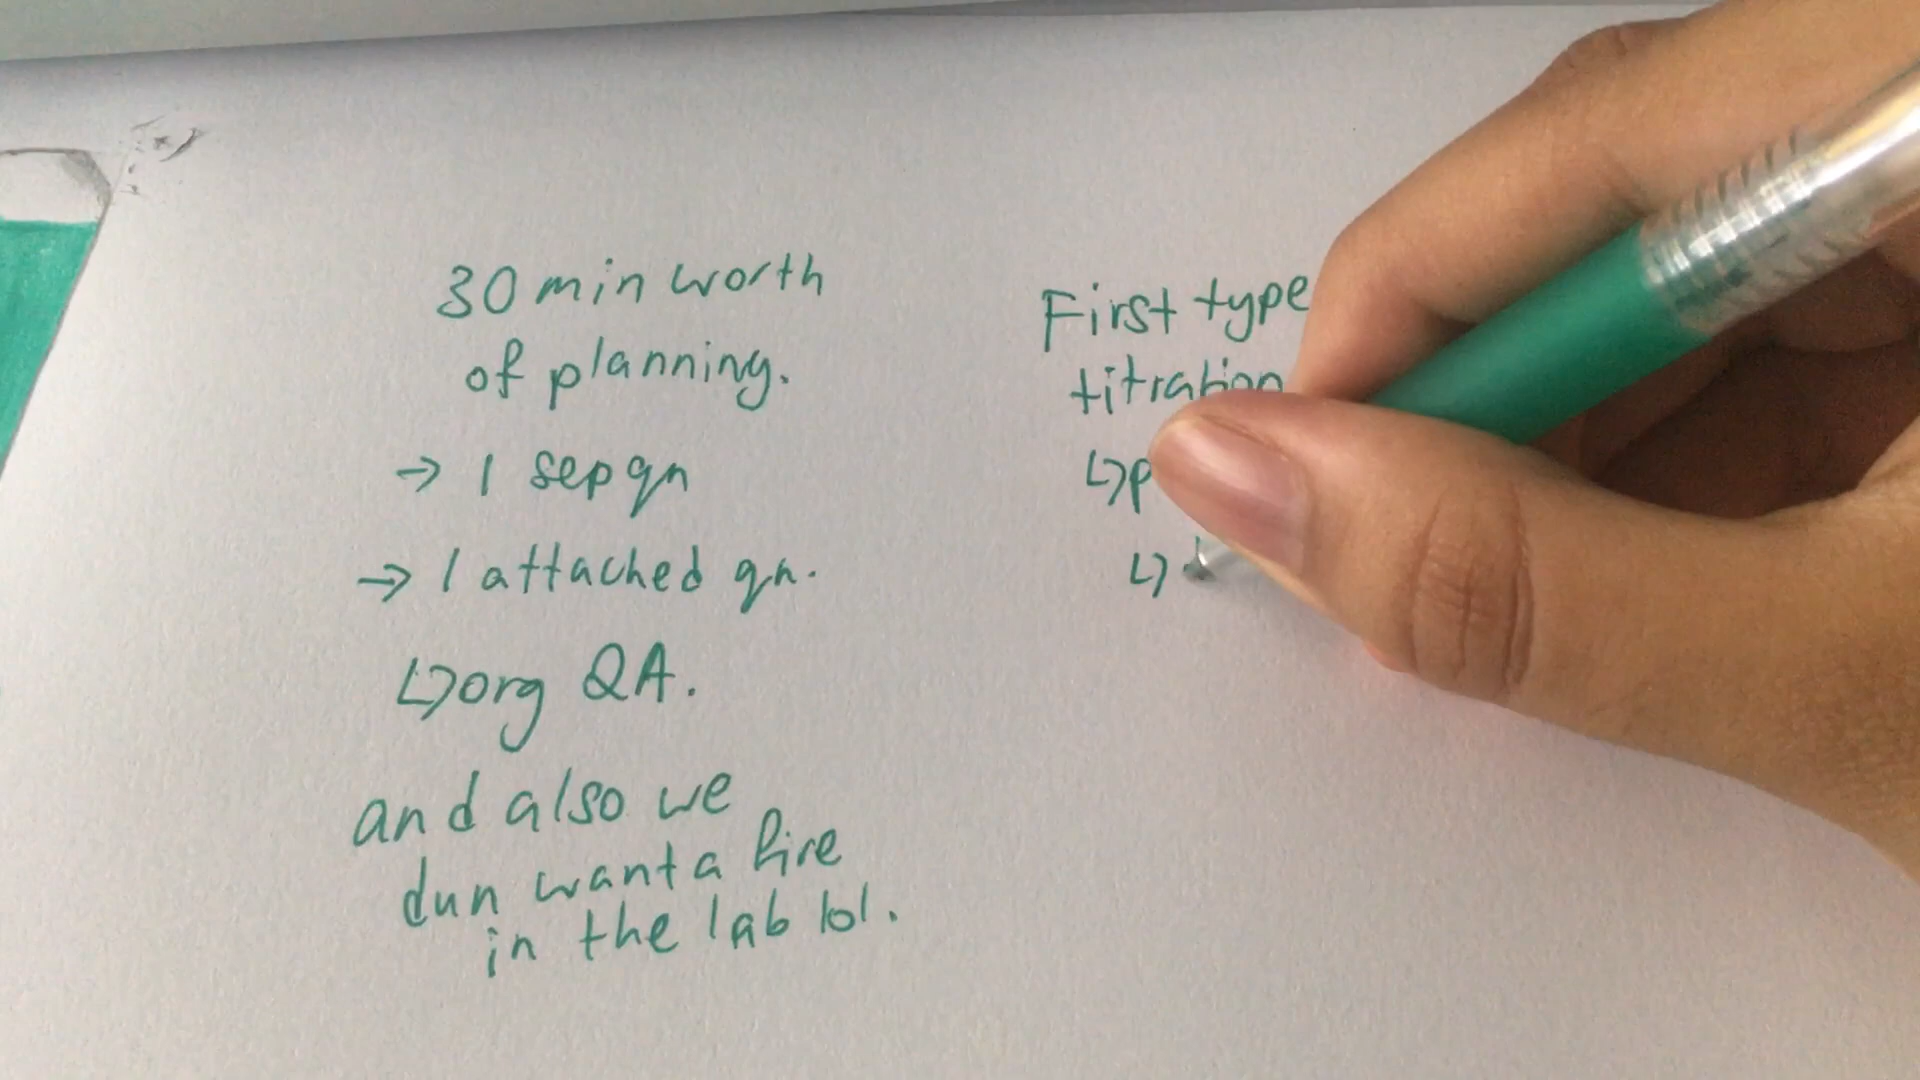 30 min worth
of planning.
→ 1 sep qn
→ 1 attached qn.
↳ org QA.
and also we
dun want a fire
in the lab lol.
First type
titration
↳
↳